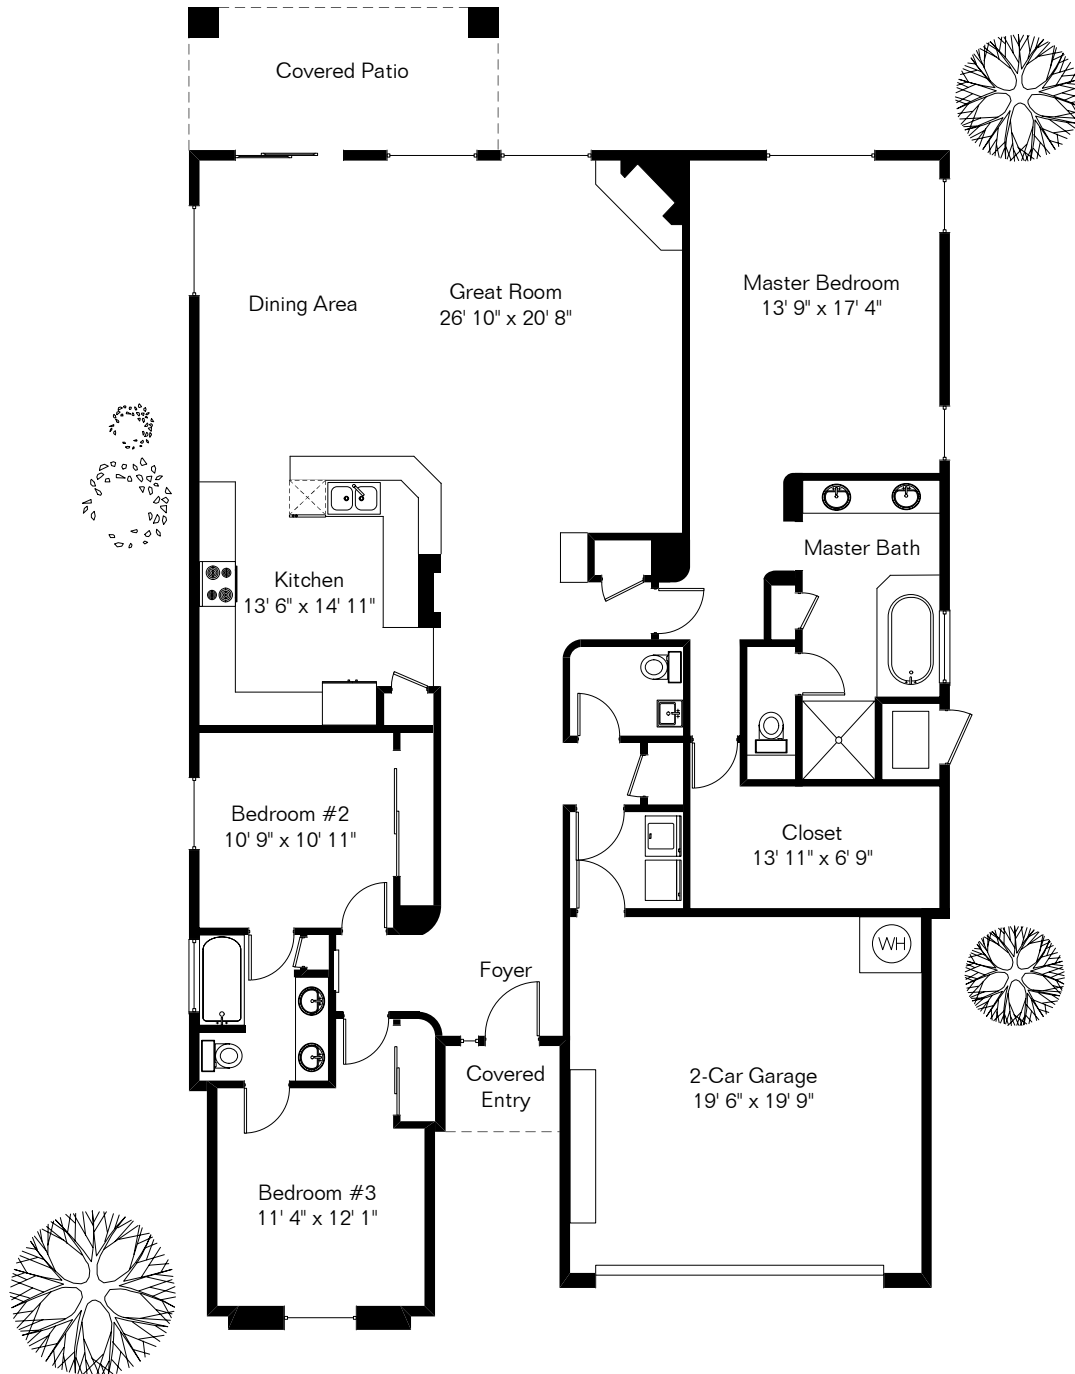 Covered Patio
Great Room
26' 10" x 20' 8"
Dining Area
Master Bedroom
13' 9" x 17' 4"
Kitchen
13' 6" x 14' 11"
Master Bath
Bedroom #2
10' 9" x 10' 11"
Closet
13' 11" x 6' 9"
WH
Foyer
Covered
Entry
2-Car Garage
19' 6" x 19' 9"
Bedroom #3
11' 4" x 12' 1"